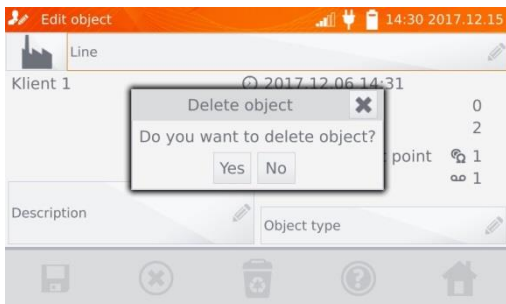 Edit object
14:30 2017.12.15
Line
Klient 1
2017.12.06 14:31
Delete object
0
Do you want to delete object?
2
point
1
Yes No
1
Description
Object type